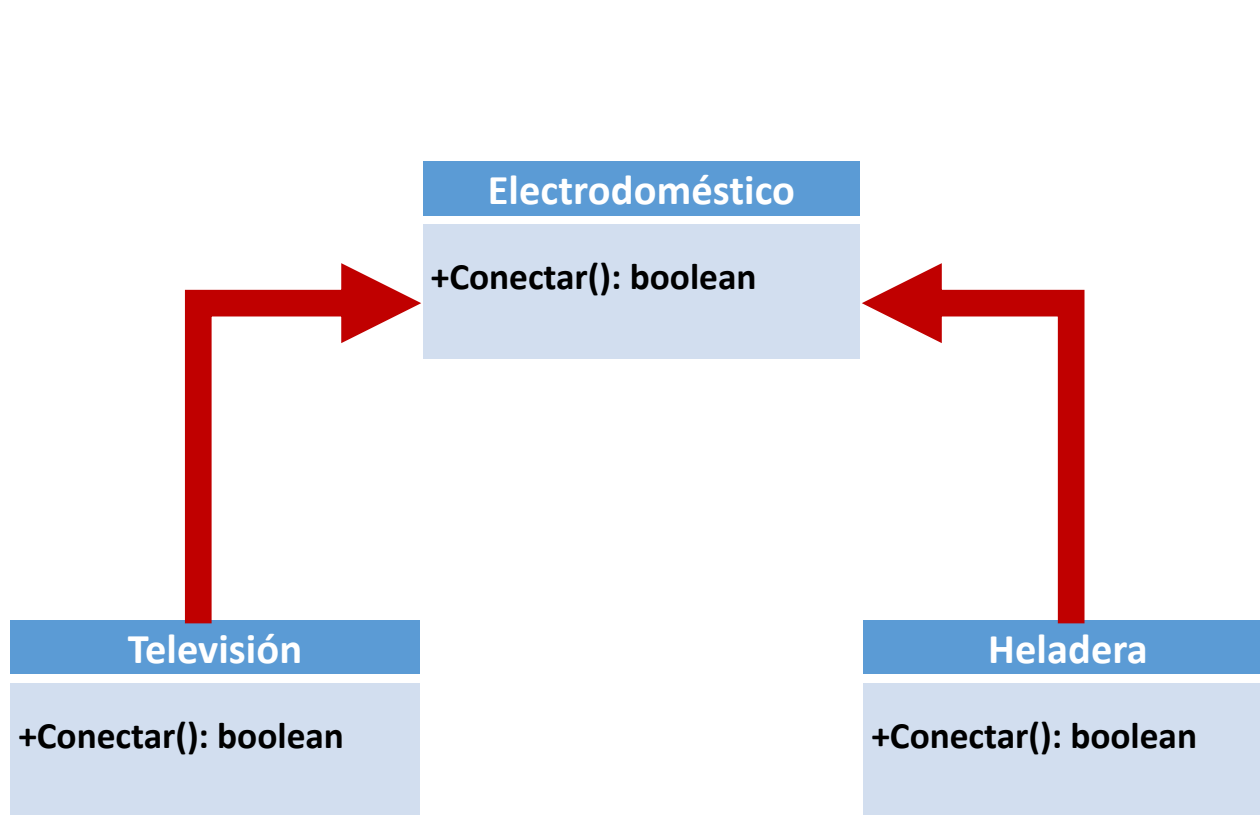 Electrodoméstico
+Conectar(): boolean
Televisión
+Conectar(): boolean
Heladera
+Conectar(): boolean